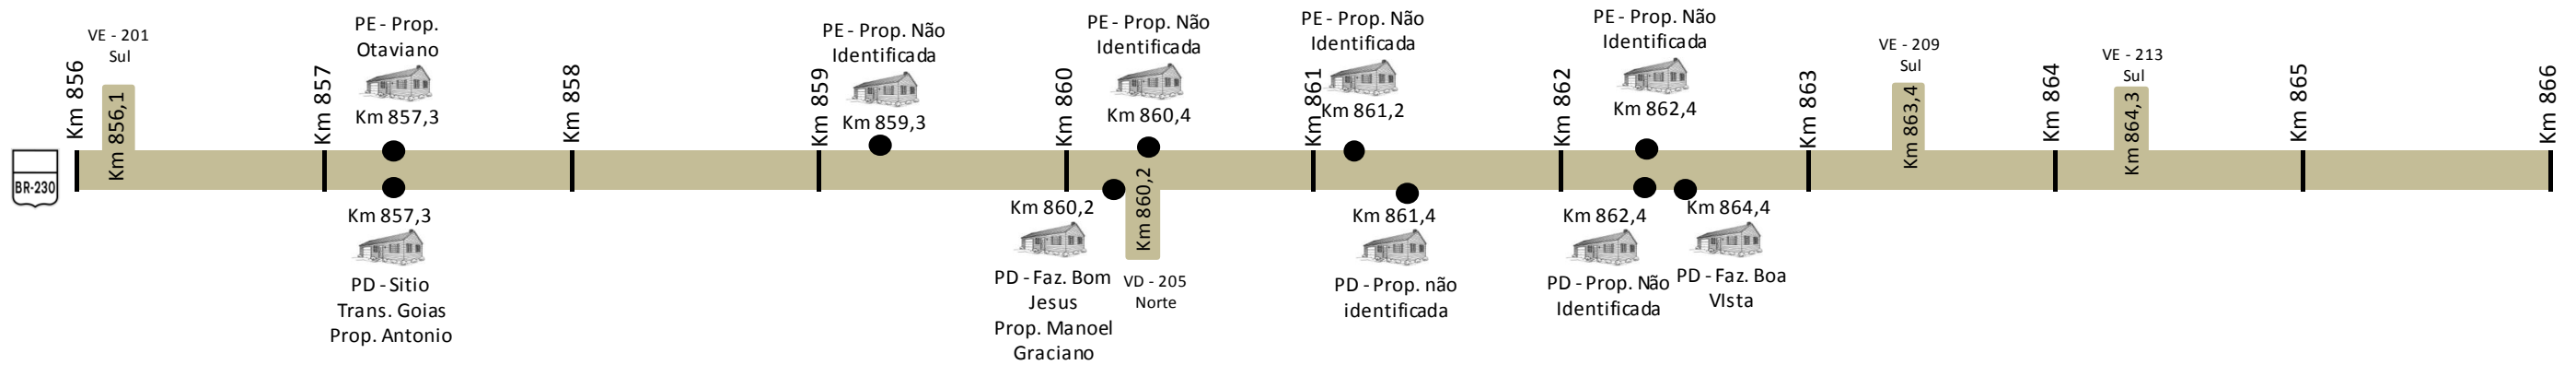 BR-230
Km 856
VE - 201
Sul
Km 856,1
Km 857
PE - Prop.
Otaviano
Km 857,3
Km 857,3
PD - Sitio
Trans. Goias
Prop. Antonio
Km 858
Km 859
PE - Prop. Não
Identificada
Km 859,3
Km 860
PE - Prop. Não
Identificada
Km 860,4
Km 860,2
PD - Faz. Bom
Jesus
Prop. Manoel
Graciano
Km 860,2
VD - 205
Norte
Km 861
PE - Prop. Não
Identificada
Km 861,2
Km 861,4
PD - Prop. não
identificada
Km 862
PE - Prop. Não
Identificada
Km 862,4
Km 862,4
PD - Prop. Não
Identificada
Km 864,4
PD - Faz. Boa
VIsta
Km 863
VE - 209
Sul
Km 863,4
Km 864
VE - 213
Sul
Km 864,3
Km 865
Km 866